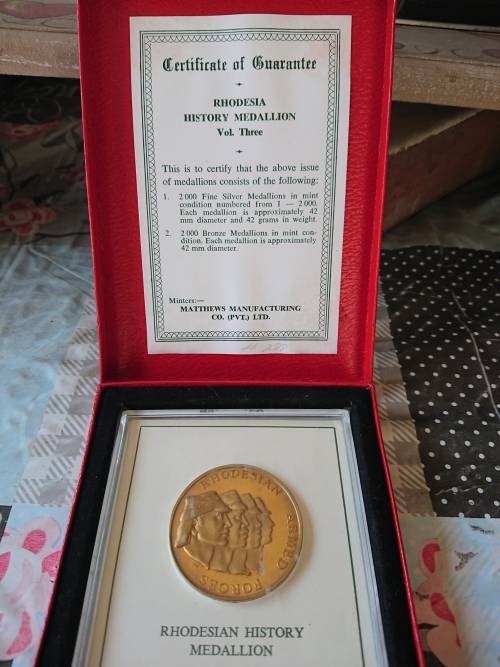 Certificate of Guarantee
RHODESIA
HISTORY MEDALLION
Vol. Three
This is to certify that the above issue
of medallions consists of the following:
1. 2 000 Fine Silver Medallions in mint
condition numbered from 1 — 2 000.
Each medallion is approximately 42
mm diameter and 42 grams in weight.
2. 2 000 Bronze Medallions in mint con-
dition. Each medallion is approximately
42 mm diameter.
Minters:—
MATTHEWS MANUFACTURING
CO. (PVT.) LTD.
RHODESIAN ARMED FORCES
RHODESIAN HISTORY
MEDALLION